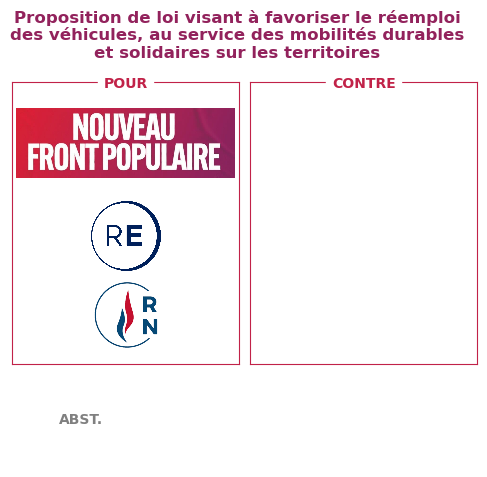 Proposition de loi visant à favoriser le réemploi
des véhicules, au service des mobilités durables
et solidaires sur les territoires
POUR
CONTRE
NOUVEAU
FRONT POPULAIRE
RE
R
N
ABST.